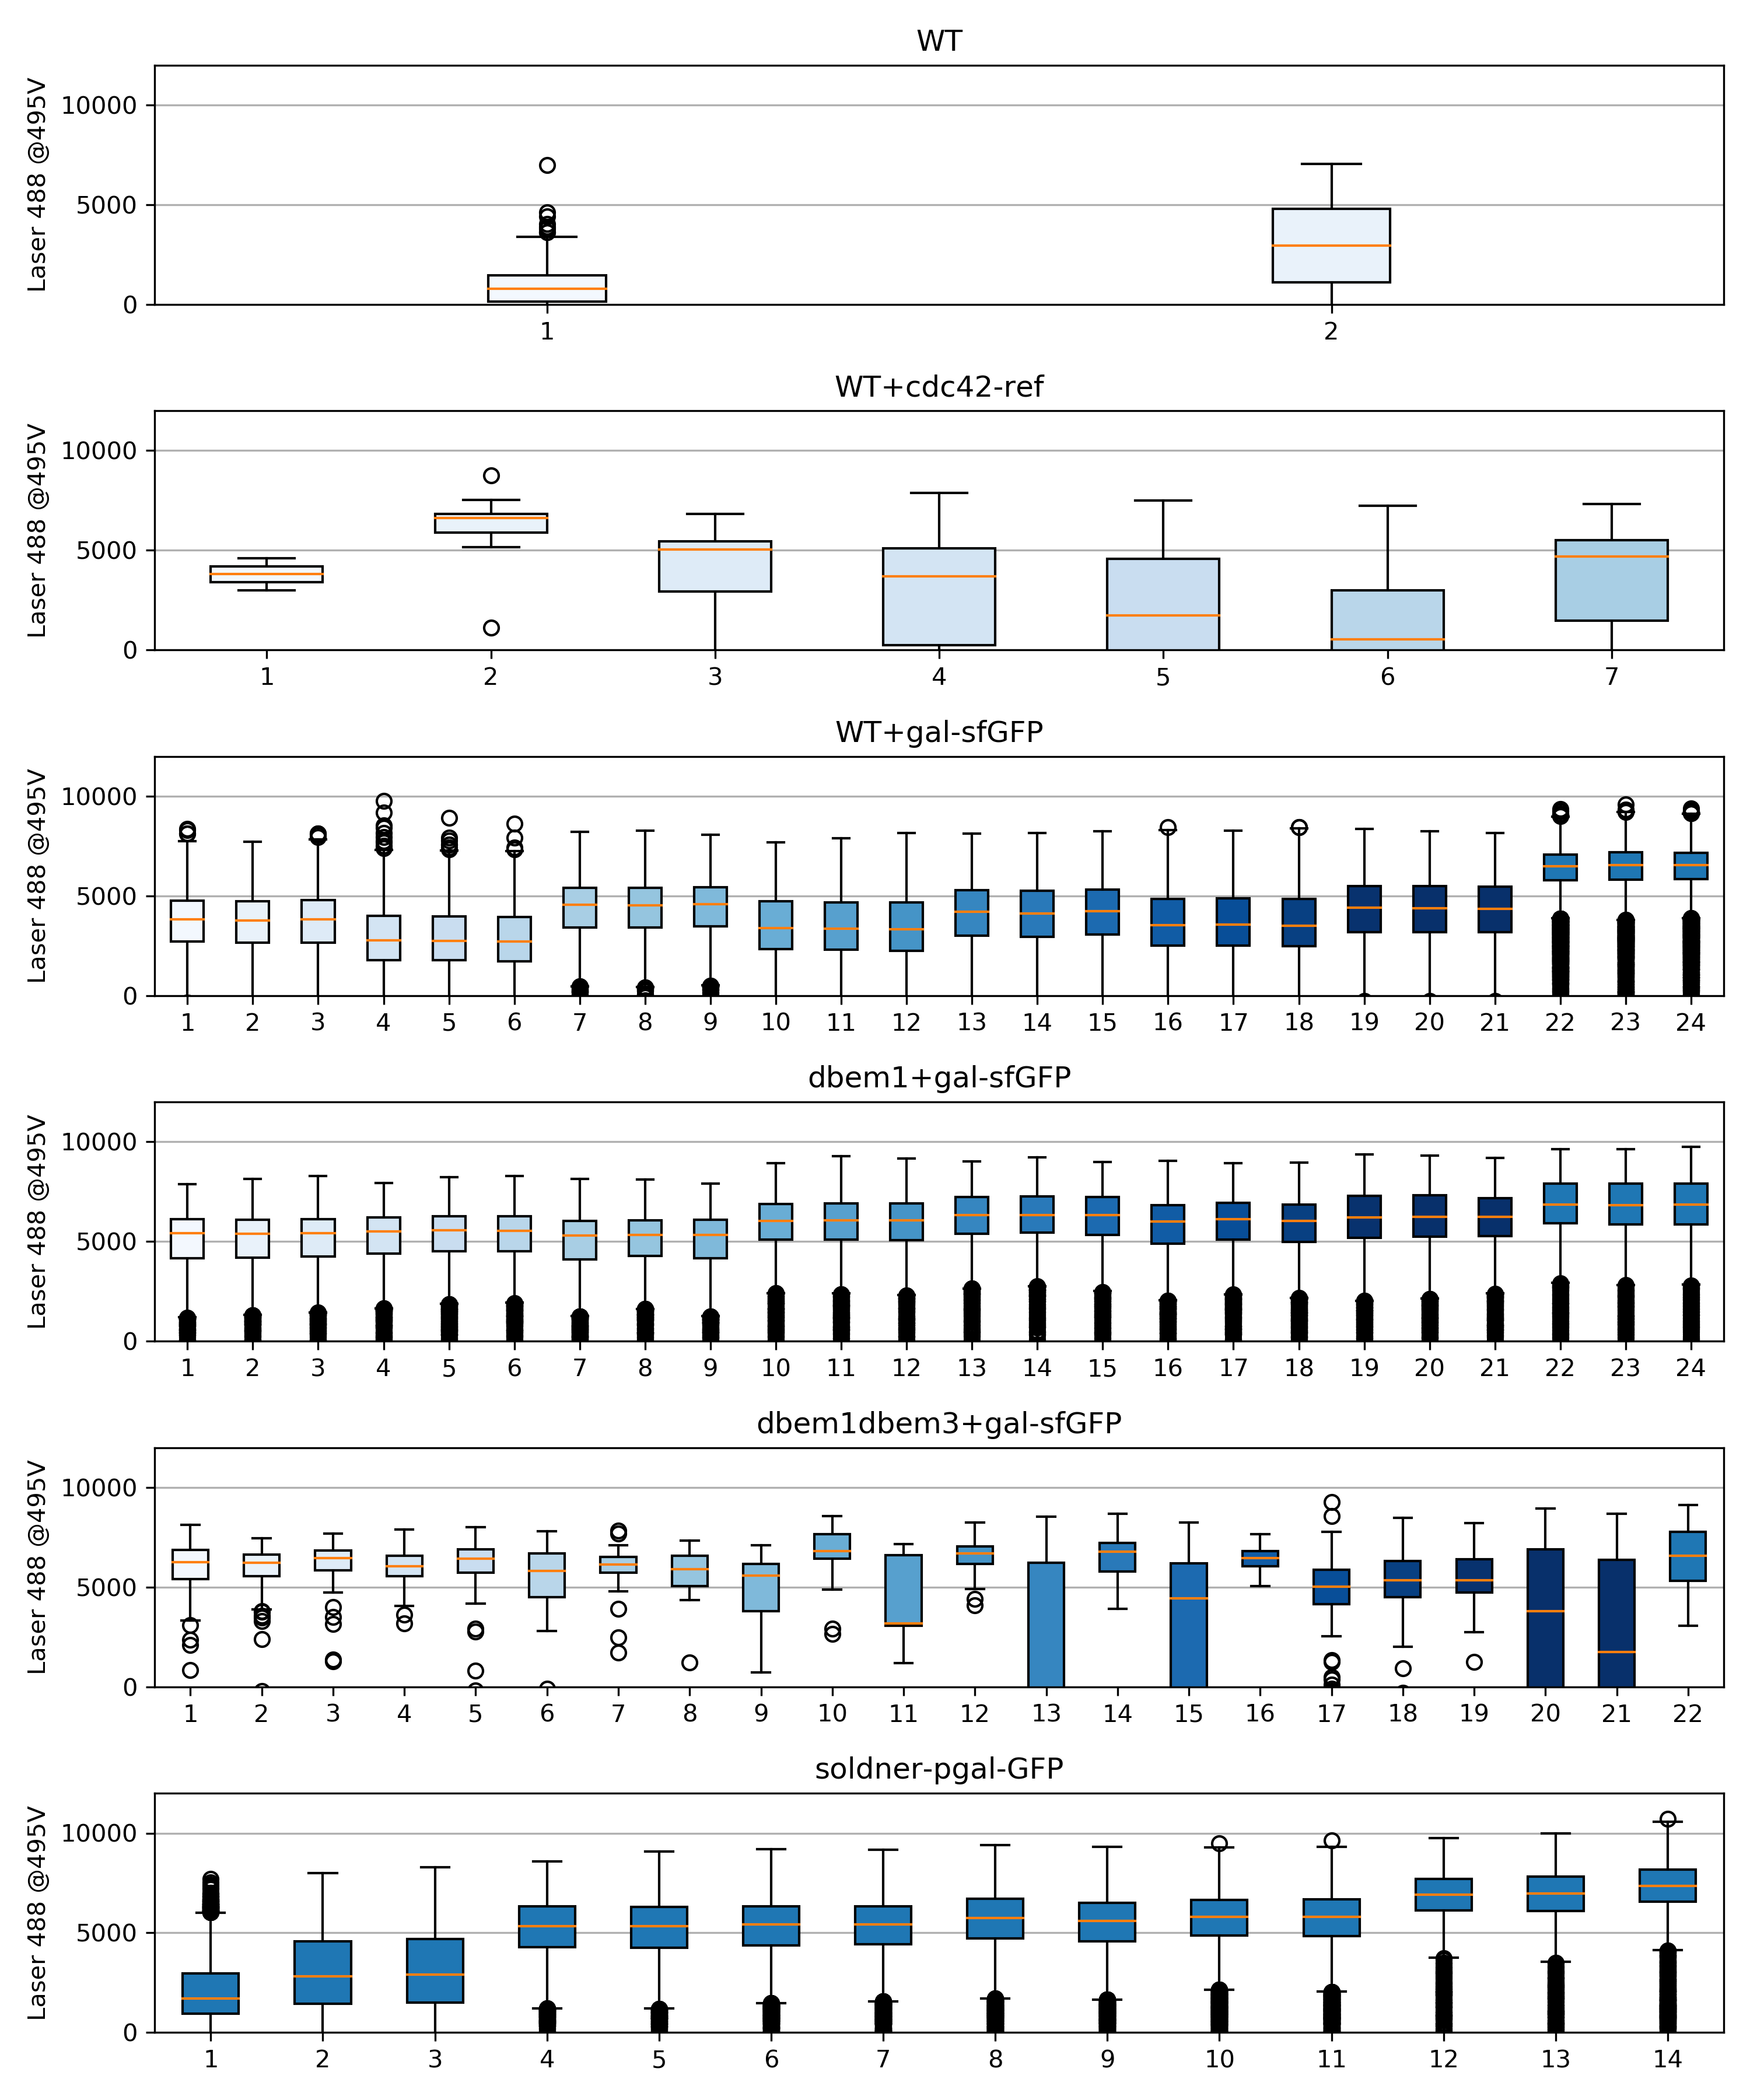 WT
Laser 488 @495V
10000
5000
0
1 2
WT+cdc42-ref
Laser 488 @495V
10000
5000
0
1 2 3 4 5 6 7
WT+gal-sfGFP
Laser 488 @495V
10000
5000
0
1 2 3 4 5 6 7 8 9 10 11 12 13 14 15 16 17 18 19 20 21 22 23 24
dbem1+gal-sfGFP
Laser 488 @495V
10000
5000
0
1 2 3 4 5 6 7 8 9 10 11 12 13 14 15 16 17 18 19 20 21 22 23 24
dbem1dbem3+gal-sfGFP
Laser 488 @495V
10000
5000
0
1 2 3 4 5 6 7 8 9 10 11 12 13 14 15 16 17 18 19 20 21 22
soldner-pgal-GFP
Laser 488 @495V
10000
5000
0
1 2 3 4 5 6 7 8 9 10 11 12 13 14